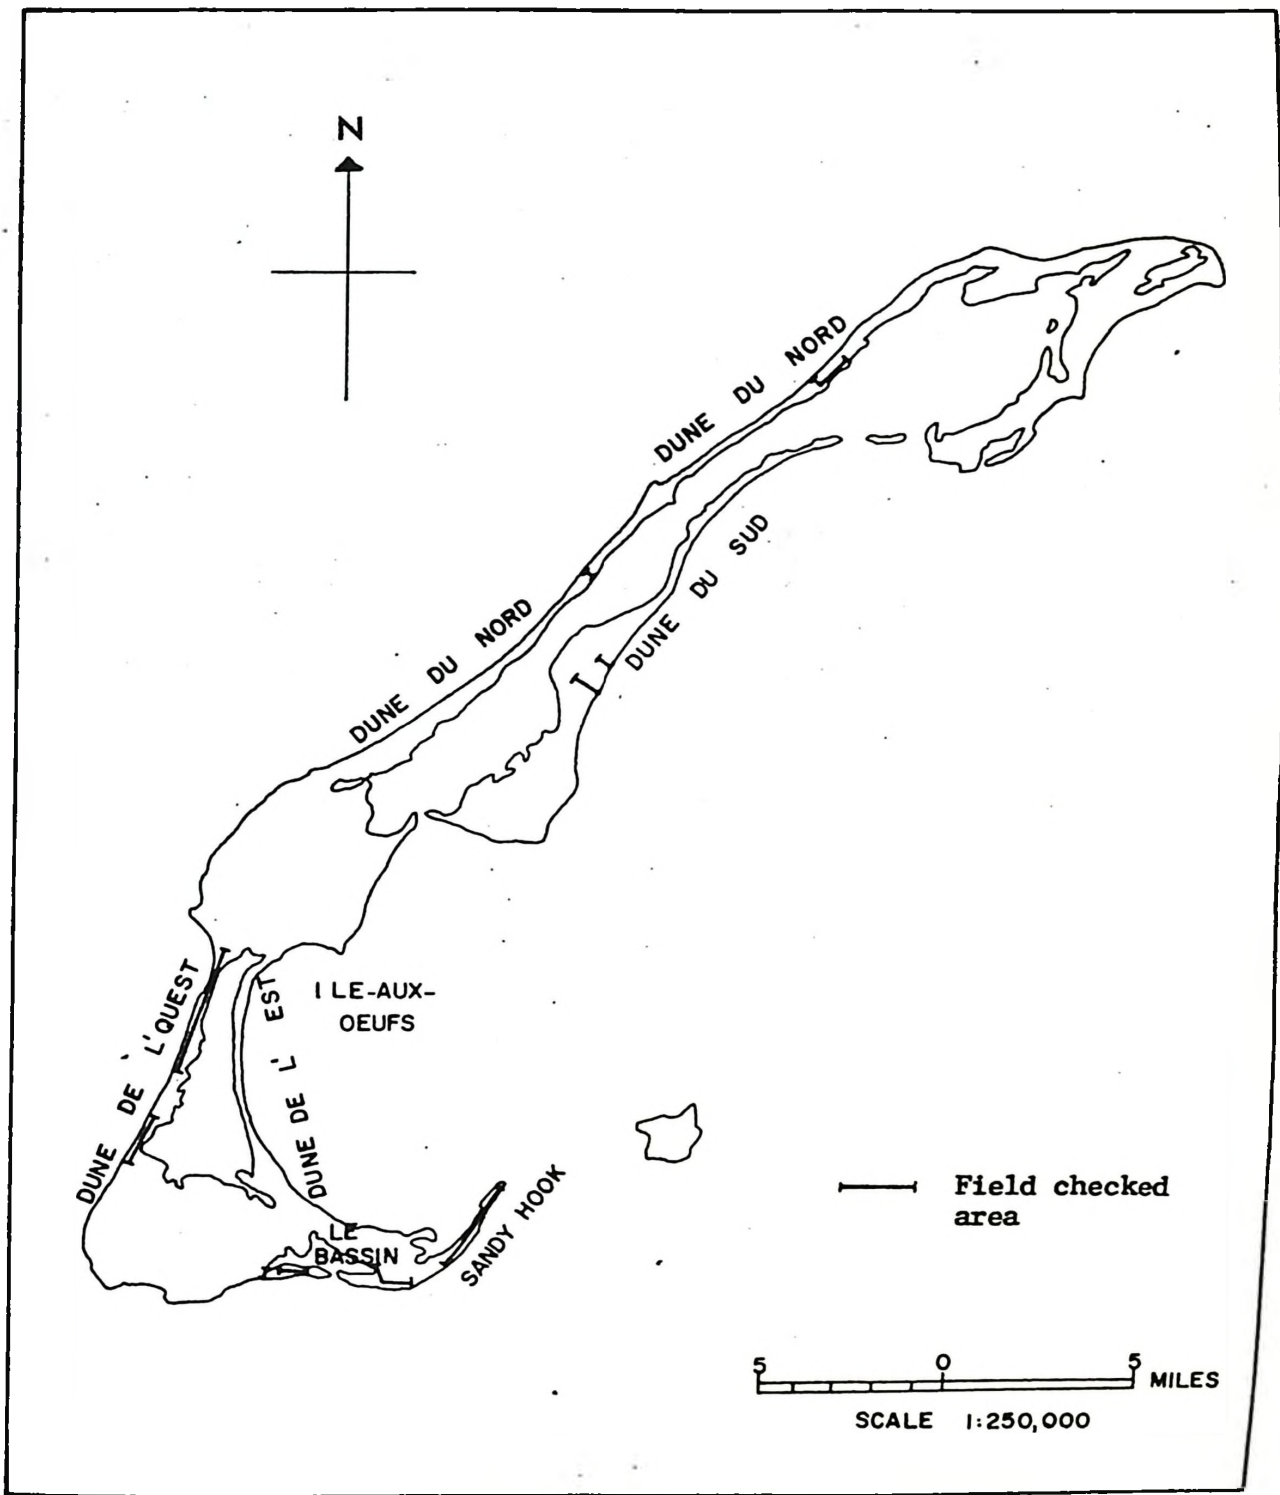 N
DUNE DU NORD
DUNE DU SUD
DUNE DU NORD
DUNE DE L'QUEST
DUNE DE L' EST
I LE-AUX-
OEUFS
LE
BASSIN
SANDY HOOK
Field checked
area
5 0 5 MILES
SCALE 1:250,000